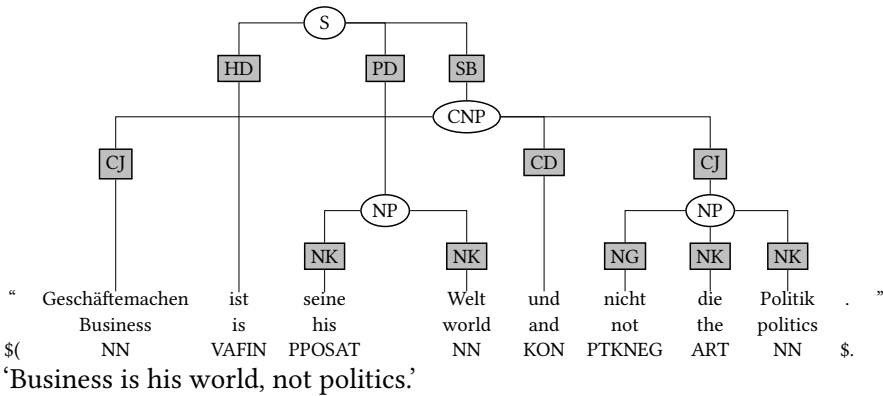 S
HD PD SB
CNP
CJ CD CJ
NP NP
NK NK NG NK NK
“ Geschäftemachen ist seine Welt und nicht die Politik . ”
Business is his world and not the politics
$( NN VAFIN PPOSAT NN KON PTKNEG ART NN $.
‘Business is his world, not politics.’